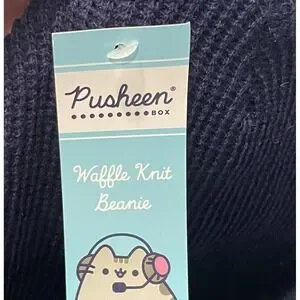 Pusheen®
BOX
Waffle Knit
Beanie